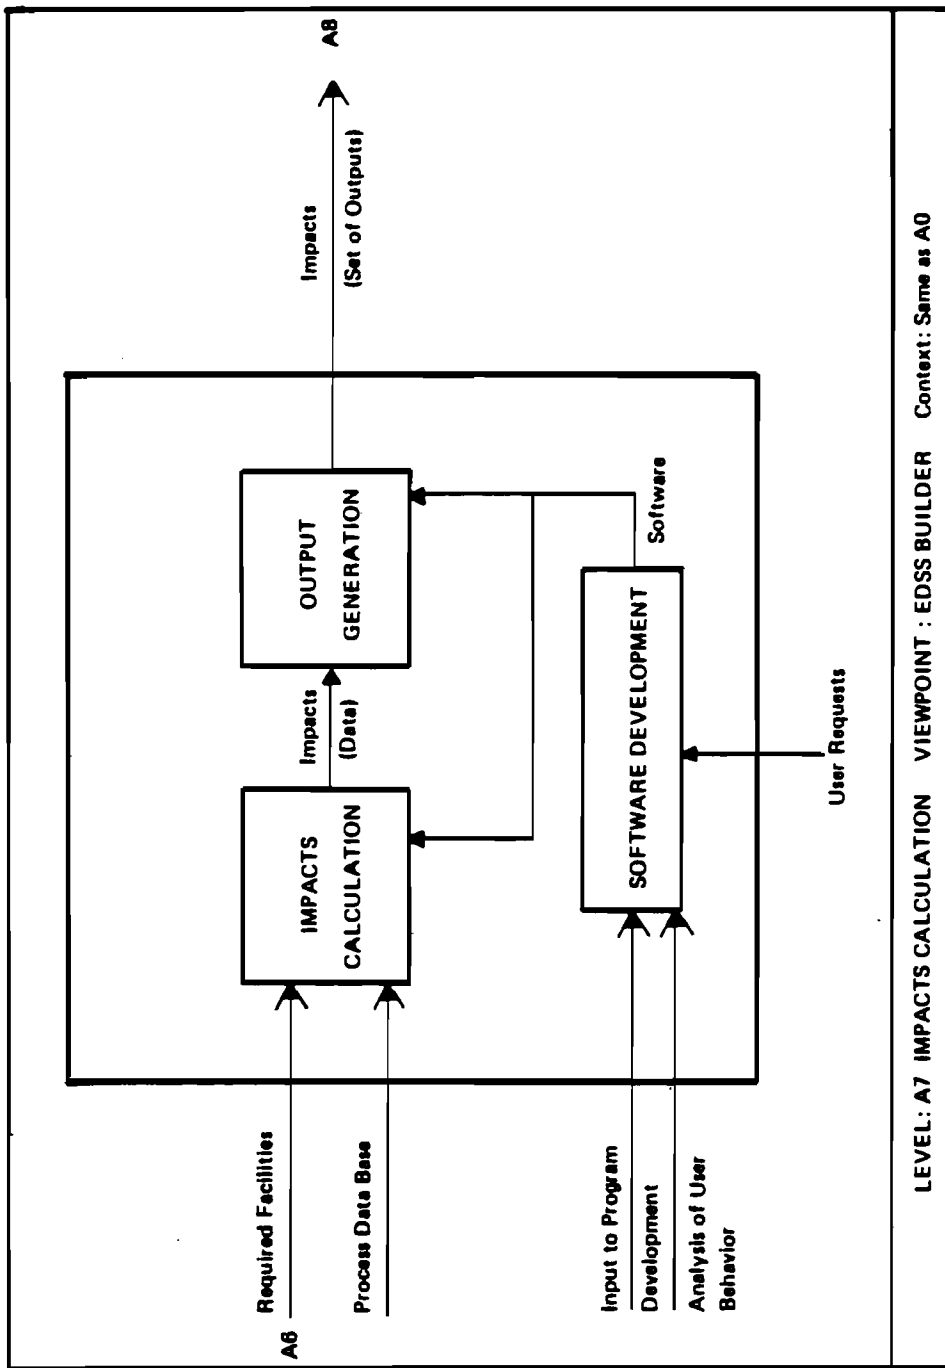 A6
Required Facilities
Process Data Base
IMPACTS
CALCULATION
Impacts
(Data)
OUTPUT
GENERATION
Impacts
(Set of Outputs)
A8
Input to Program
Development
Analysis of User
Behavior
SOFTWARE DEVELOPMENT
Software
User Requests
LEVEL: A7 IMPACTS CALCULATION VIEWPOINT : EDSS BUILDER Context: Same as A0